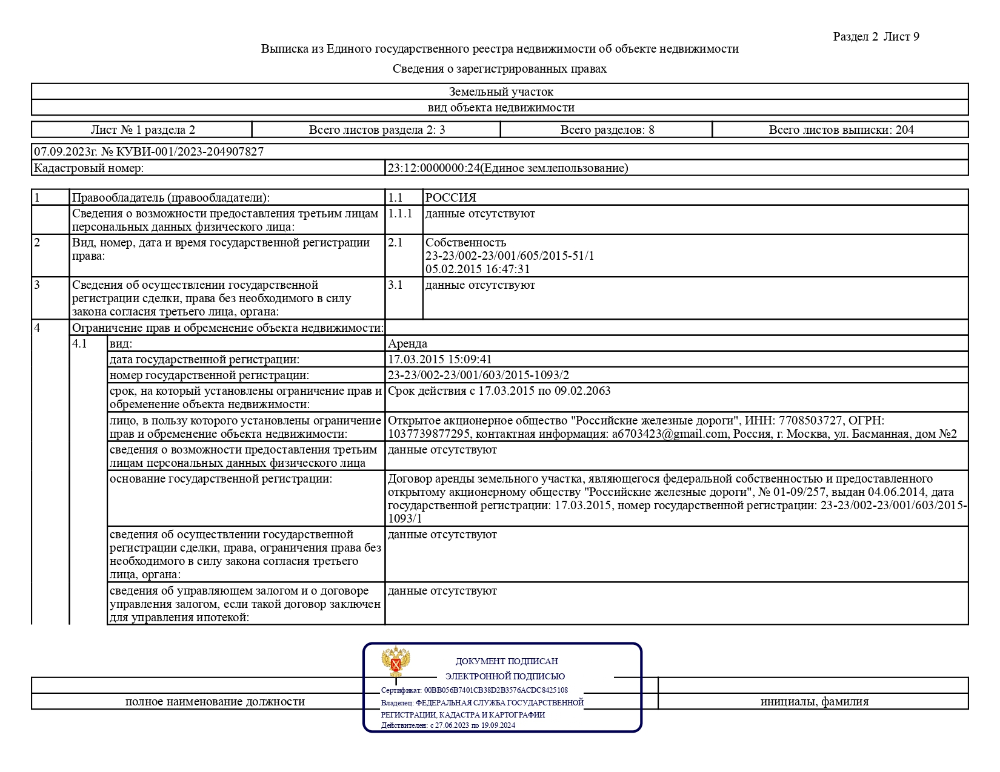 Раздел 2 Лист 9
Выписка из Единого государственного реестра недвижимости об объекте недвижимости
Сведения о зарегистрированных правах
Земельный участок
вид объекта недвижимости
Лист № 1 раздела 2
Всего листов раздела 2: 3
Всего разделов: 8
Всего листов выписки: 204
07.09.2023г. № КУВИ-001/2023-204907827
Кадастровый номер:
23:12:0000000:24(Единое землепользование)
1
Правообладатель (правообладатели):
1.1
РОССИЯ
Сведения о возможности предоставления третьим лицам
персональных данных физического лица:
1.1.1
данные отсутствуют
2
Вид, номер, дата и время государственной регистрации
права:
2.1
Собственность
23-23/002-23/001/605/2015-51/1
05.02.2015 16:47:31
3
Сведения об осуществлении государственной
регистрации сделки, права без необходимого в силу
закона согласия третьего лица, органа:
3.1
данные отсутствуют
4
Ограничение прав и обременение объекта недвижимости:
4.1
вид:
Аренда
дата государственной регистрации:
17.03.2015 15:09:41
номер государственной регистрации:
23-23/002-23/001/603/2015-1093/2
срок, на который установлены ограничение прав и
обременение объекта недвижимости:
Срок действия с 17.03.2015 по 09.02.2063
лицо, в пользу которого установлены ограничение
прав и обременение объекта недвижимости:
Открытое акционерное общество "Российские железные дороги", ИНН: 7708503727, ОГРН:
1037739877295, контактная информация: a6703423@gmail.com, Россия, г. Москва, ул. Басманная, дом №2
сведения о возможности предоставления третьим
лицам персональных данных физического лица
данные отсутствуют
основание государственной регистрации:
Договор аренды земельного участка, являющегося федеральной собственностью и предоставленного
открытому акционерному обществу "Российские железные дороги", № 01-09/257, выдан 04.06.2014, дата
государственной регистрации: 17.03.2015, номер государственной регистрации: 23-23/002-23/001/603/2015-
1093/1
сведения об осуществлении государственной
регистрации сделки, права, ограничения права без
необходимого в силу закона согласия третьего
лица, органа:
данные отсутствуют
сведения об управляющем залогом и о договоре
управления залогом, если такой договор заключен
для управления ипотекой:
данные отсутствуют
ДОКУМЕНТ ПОДПИСАН
ЭЛЕКТРОННОЙ ПОДПИСЬЮ
Сертификат: 00BB056B7401CB38D2B3576ACDC8425108
Владелец: ФЕДЕРАЛЬНАЯ СЛУЖБА ГОСУДАРСТВЕННОЙ
РЕГИСТРАЦИИ, КАДАСТРА И КАРТОГРАФИИ
Действителен: с 27.06.2023 по 19.09.2024
полное наименование должности
инициалы, фамилия